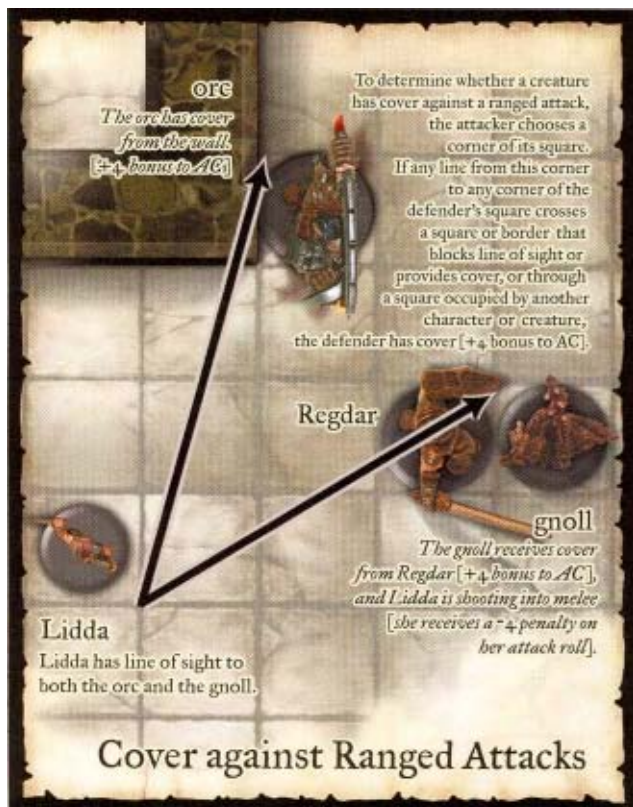 orc
The orc has cover
from the wall.
[+4 bonus to AC]
To determine whether a creature
has cover against a ranged attack,
the attacker chooses a
corner of its square.
If any line from this corner
to any corner of the
defender's square crosses
a square or border that
blocks line of sight or
provides cover, or through
a square occupied by another
character or creature,
the defender has cover [+4 bonus to AC].
Regdar
gnoll
The gnoll receives cover
from Regdar [+4 bonus to AC],
and Lidda is shooting into melee
[she receives a -4 penalty on
her attack roll].
Lidda
Lidda has line of sight to
both the orc and the gnoll.
Cover against Ranged Attacks